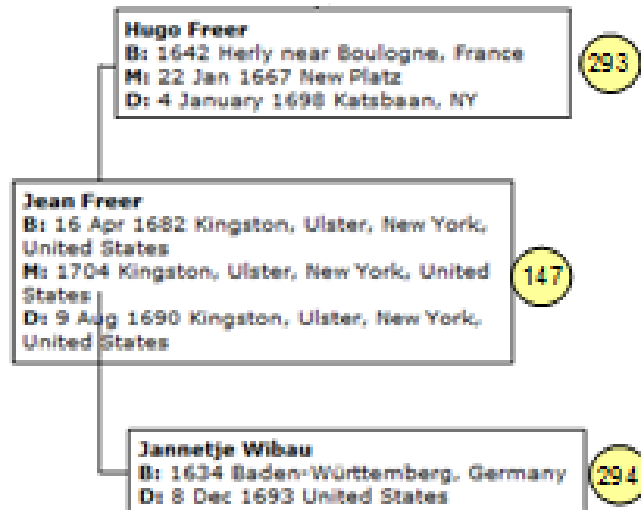 Hugo Freer
B: 1642 Herly near Boulogne, France
M: 22 Jan 1667 New Platz
D: 4 January 1698 Katsbaan, NY
293
Jean Freer
B: 16 Apr 1682 Kingston, Ulster, New York,
United States
M: 1704 Kingston, Ulster, New York, United
States
D: 9 Aug 1690 Kingston, Ulster, New York,
United States
147
Jannetje Wibau
B: 1634 Baden-Württemberg, Germany
D: 8 Dec 1693 United States
294